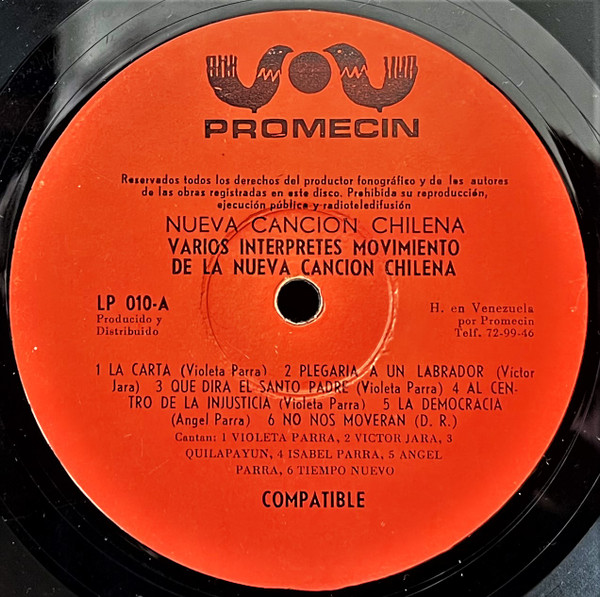 PROMECIN
Reservados todos los derechos del productor fonográfico y de los autores
de las obras registradas en este disco. Prohibida su reproducción,
ejecución pública y radioteledifusión
NUEVA CANCION CHILENA
VARIOS INTERPRETES MOVIMIENTO
DE LA NUEVA CANCION CHILENA
LP 010-A
Producido y
Distribuido
H. en Venezuela
por Promecin
Telf. 72-99-46
1 LA CARTA (Violeta Parra) 2 PLEGARIA A UN LABRADOR (Víctor
Jara) 3 QUE DIRA EL SANTO PADRE (Violeta Parra) 4 AL CEN-
TRO DE LA INJUSTICIA (Violeta Parra) 5 LA DEMOCRACIA
(Angel Parra) 6 NO NOS MOVERAN (D. R.)
Cantan: 1 VIOLETA PARRA, 2 VICTOR JARA, 3
QUILAPAYUN, 4 ISABEL PARRA, 5 ANGEL
PARRA, 6 TIEMPO NUEVO
COMPATIBLE